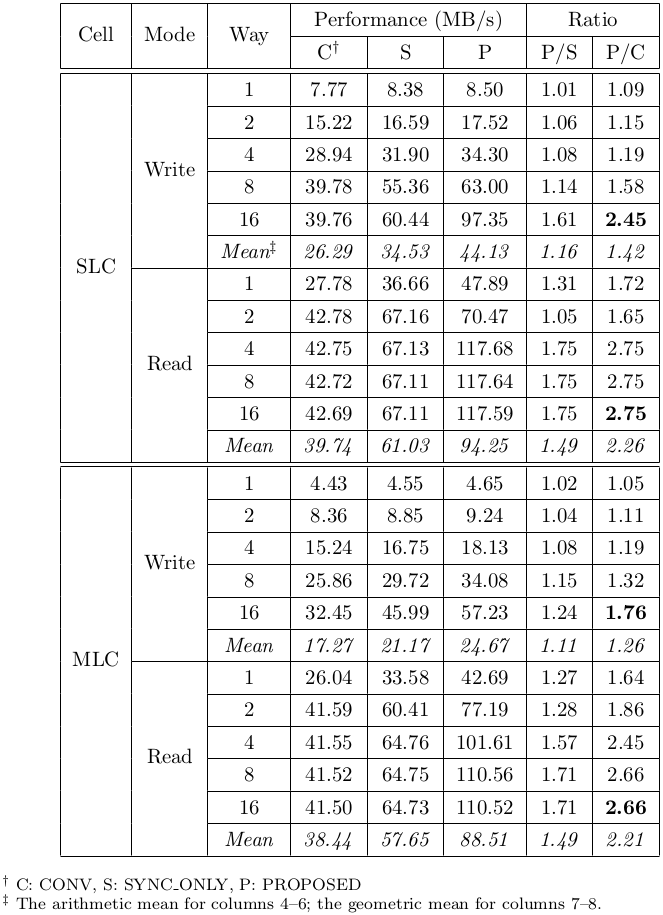 Cell Mode Way Performance (MB/s) Ratio
C† S P P/S P/C
SLC Write 1 7.77 8.38 8.50 1.01 1.09
2 15.22 16.59 17.52 1.06 1.15
4 28.94 31.90 34.30 1.08 1.19
8 39.78 55.36 63.00 1.14 1.58
16 39.76 60.44 97.35 1.61 2.45
Mean‡ 26.29 34.53 44.13 1.16 1.42
Read 1 27.78 36.66 47.89 1.31 1.72
2 42.78 67.16 70.47 1.05 1.65
4 42.75 67.13 117.68 1.75 2.75
8 42.72 67.11 117.64 1.75 2.75
16 42.69 67.11 117.59 1.75 2.75
Mean 39.74 61.03 94.25 1.49 2.26
MLC Write 1 4.43 4.55 4.65 1.02 1.05
2 8.36 8.85 9.24 1.04 1.11
4 15.24 16.75 18.13 1.08 1.19
8 25.86 29.72 34.08 1.15 1.32
16 32.45 45.99 57.23 1.24 1.76
Mean 17.27 21.17 24.67 1.11 1.26
Read 1 26.04 33.58 42.69 1.27 1.64
2 41.59 60.41 77.19 1.28 1.86
4 41.55 64.76 101.61 1.57 2.45
8 41.52 64.75 110.56 1.71 2.66
16 41.50 64.73 110.52 1.71 2.66
Mean 38.44 57.65 88.51 1.49 2.21
† C: CONV, S: SYNC_ONLY, P: PROPOSED
‡ The arithmetic mean for columns 4–6; the geometric mean for columns 7–8.